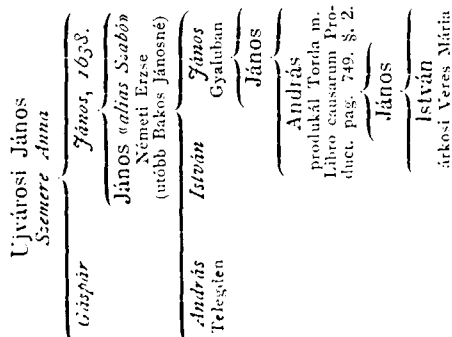 Ujvárosi János
Szemere Anna
Gáspár
János, 1638.
János «alias Szabó»
Németi Erzse
(utóbb Bakos Jánosné)
András
Telegden
István
János
Gyaluban
János
András
produkál Torda m.
Libro causarum Pro-
duct. pag. 749. §. 2.
János
István
árkosi Veres Mária